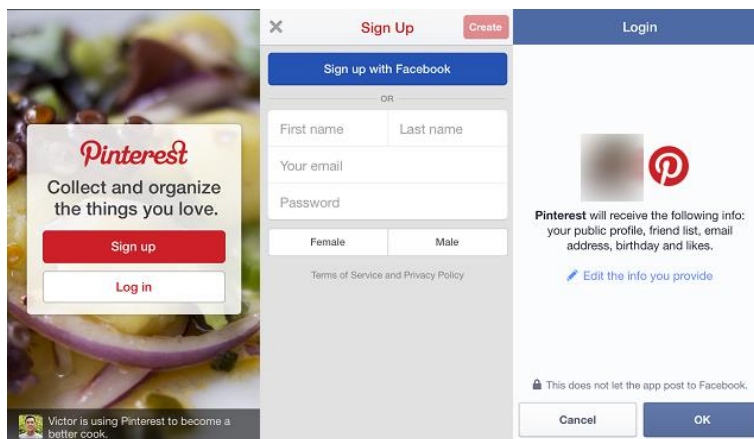 Pinterest
Collect and organize
the things you love.
Sign up
Log in
Victor is using Pinterest to become a
better cook.
Sign Up
Create
Sign up with Facebook
OR
First name
Last name
Your email
Password
Female
Male
Terms of Service and Privacy Policy
Login
Pinterest will receive the following info:
your public profile, friend list, email
address, birthday and likes.
Edit the info you provide
This does not let the app post to Facebook.
Cancel
OK